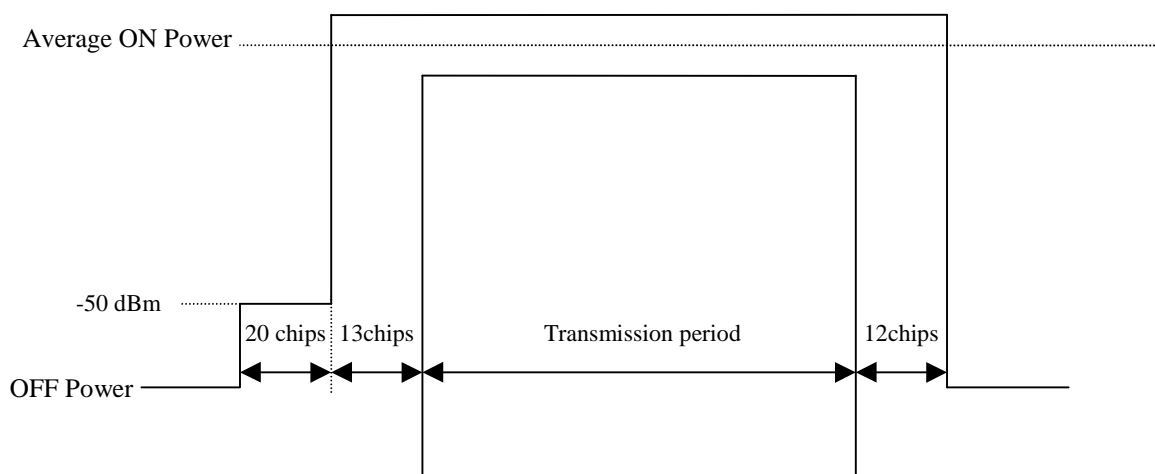 Average ON Power
-50 dBm
20 chips
13chips
Transmission period
12chips
OFF Power